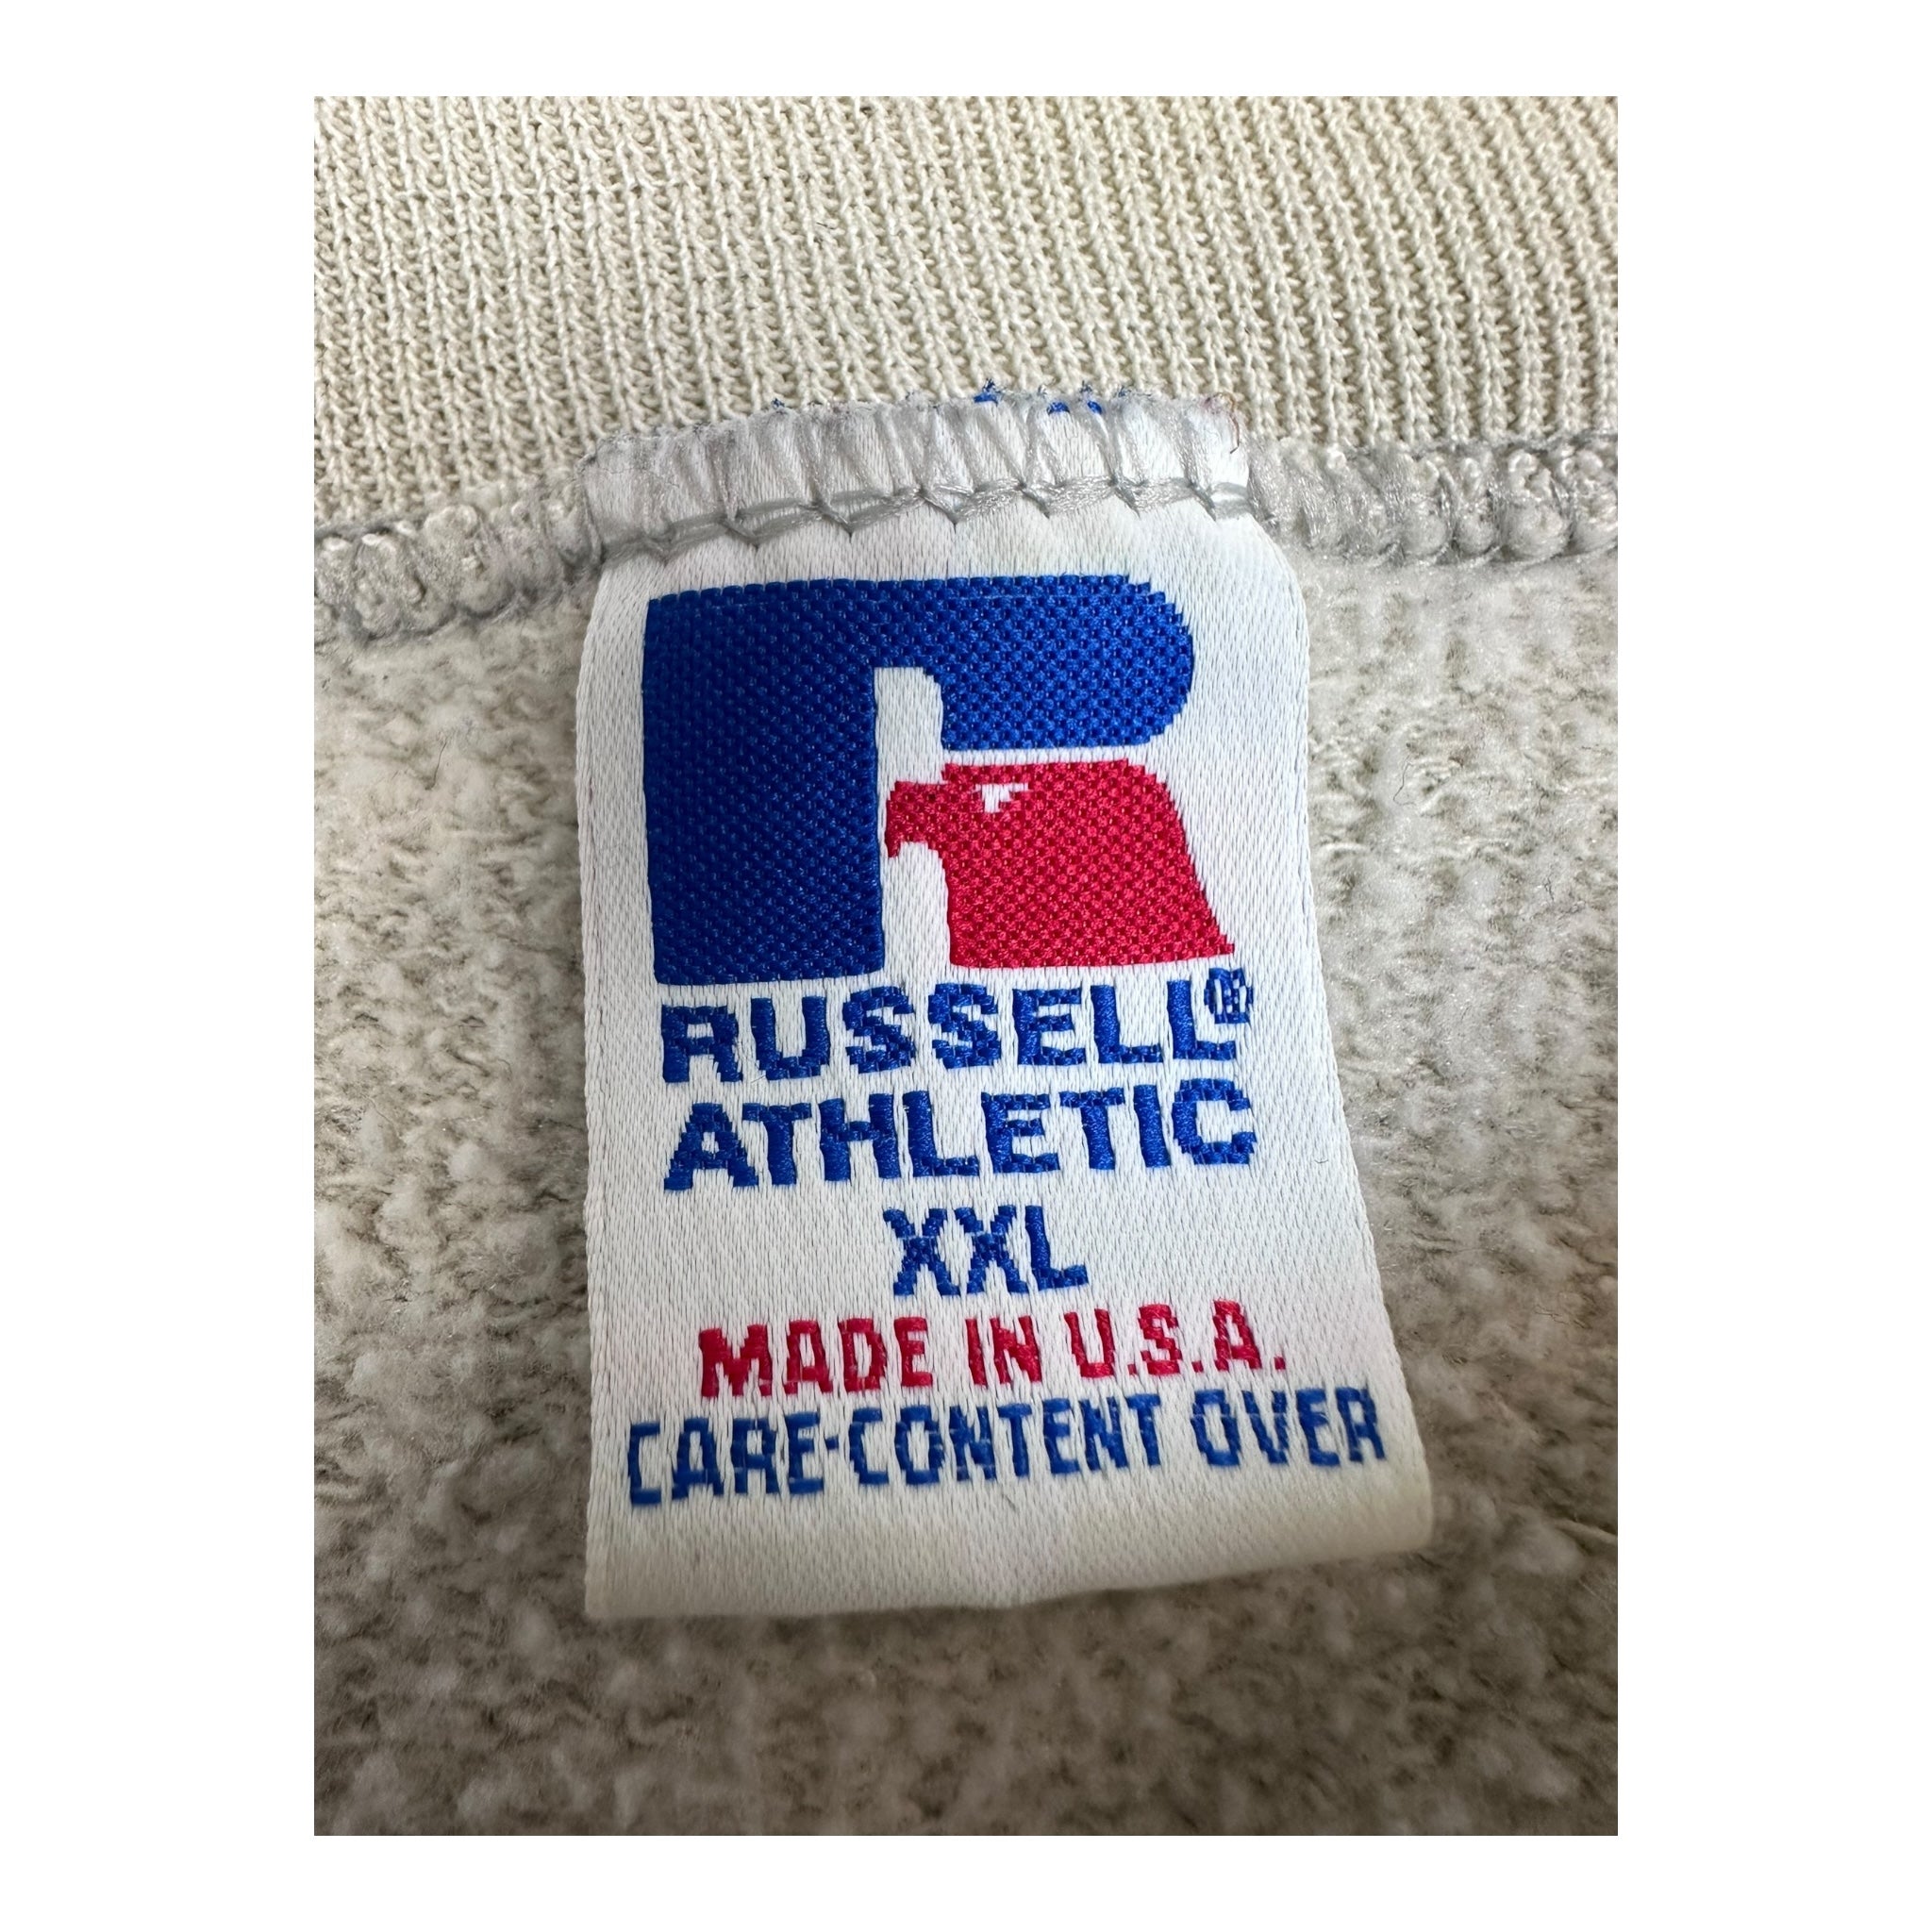 RUSSELL®
ATHLETIC
XXL
MADE IN U.S.A.
CARE·CONTENT OVER